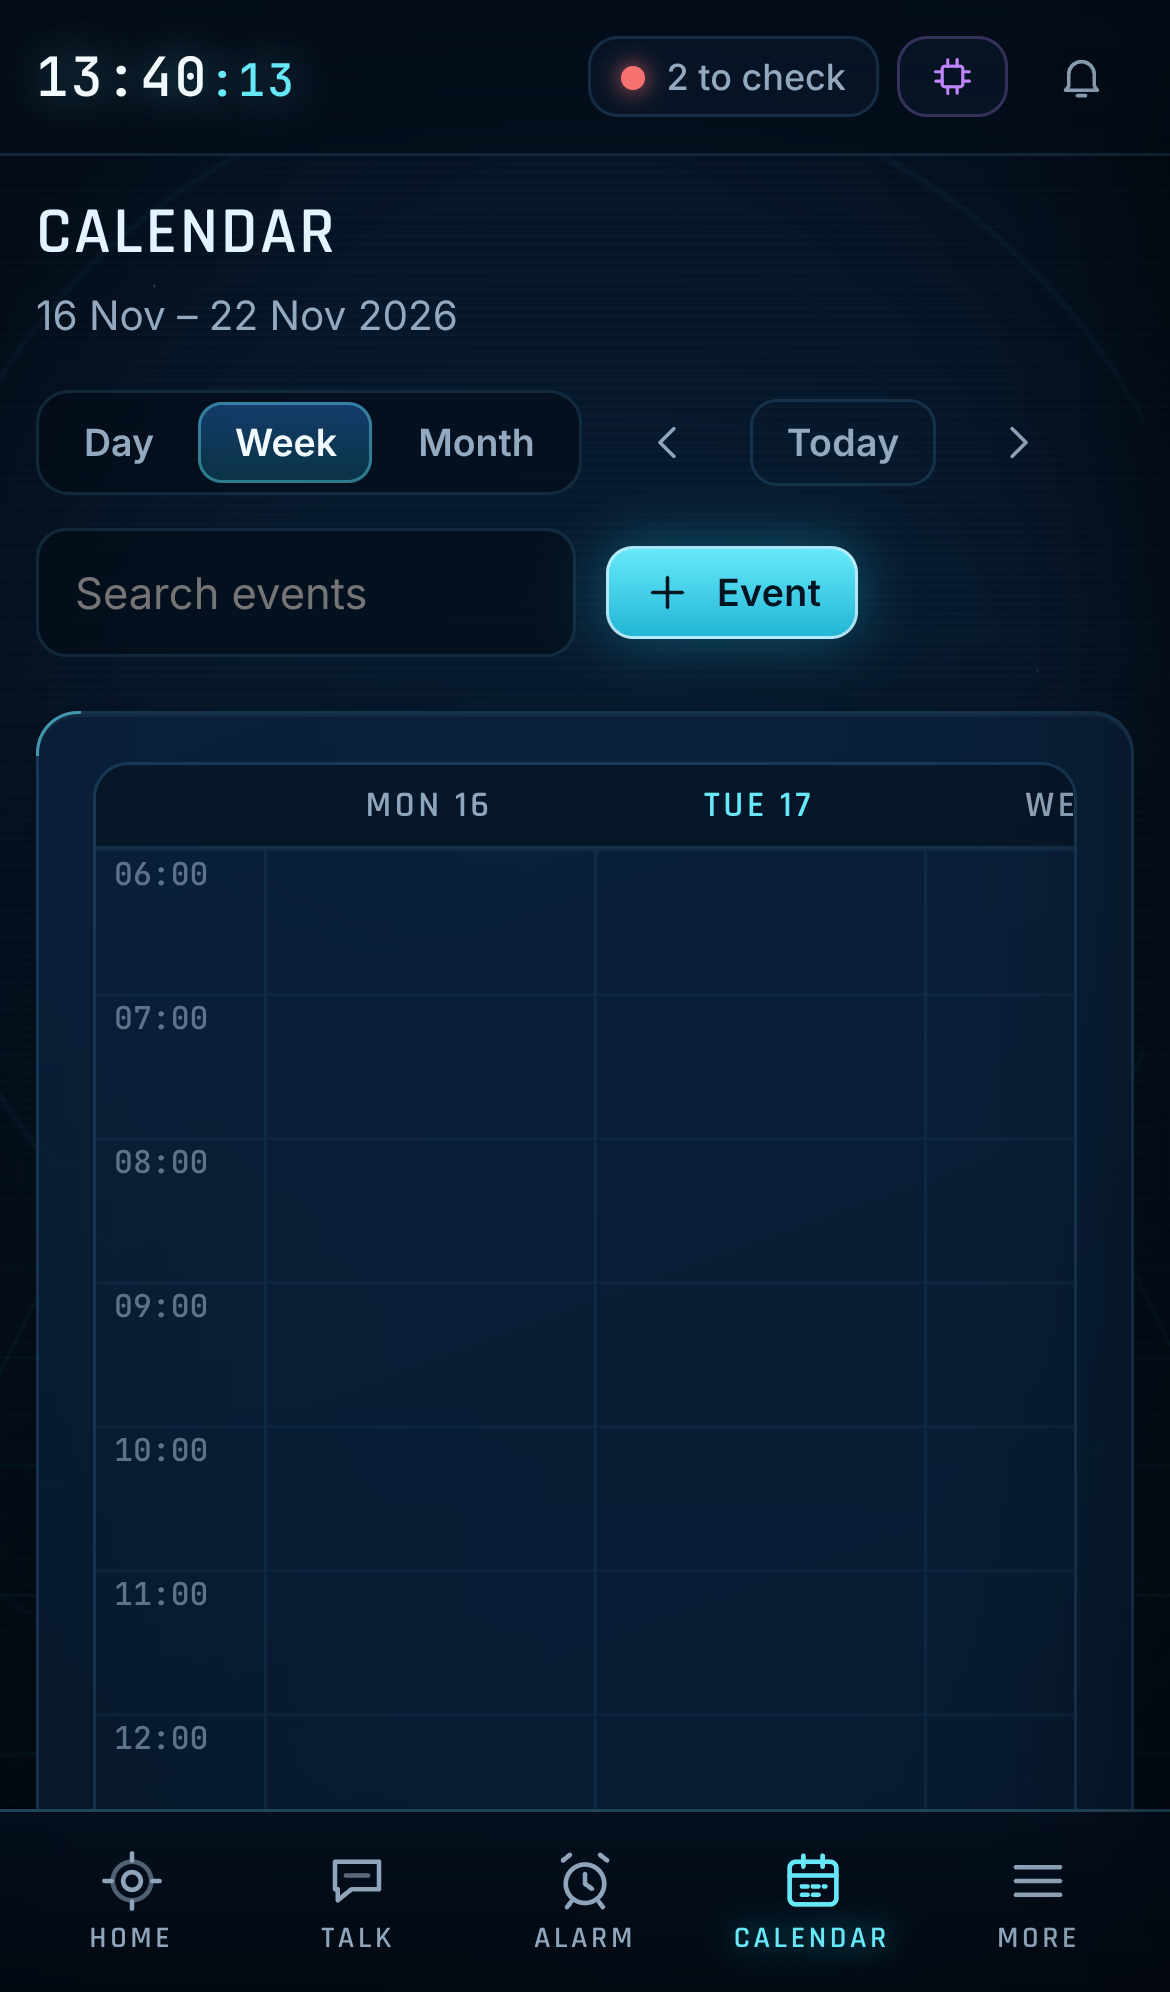 13:40:13 2 to check
CALENDAR
16 Nov – 22 Nov 2026
Day Week Month Today
Search events + Event
MON 16 TUE 17 WE
06:00
07:00
08:00
09:00
10:00
11:00
12:00
HOME TALK ALARM CALENDAR MORE